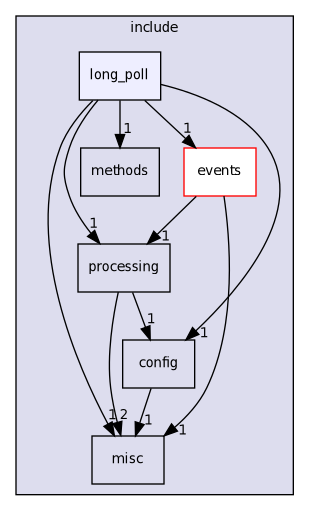 include
long_poll
1
1
methods
events
1
1
processing
1
1
config
1 2
1
1
misc